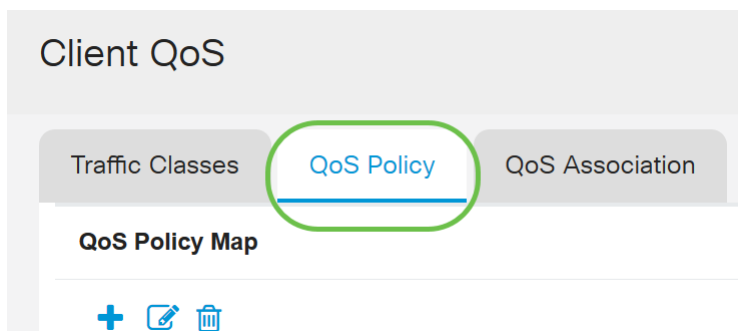 Client QoS
Traffic Classes QoS Policy QoS Association
QoS Policy Map